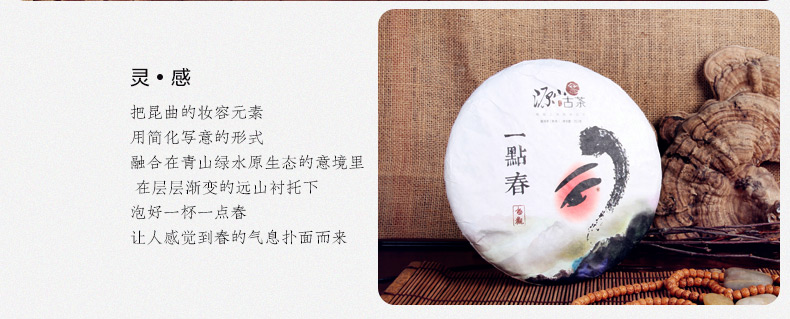 灵•感
把昆曲的妆容元素
用简化写意的形式
融合在青山绿水原生态的意境里
在层层渐变的远山衬托下
泡好一杯一点春
让人感觉到春的气息扑面而来
古茶
一點春